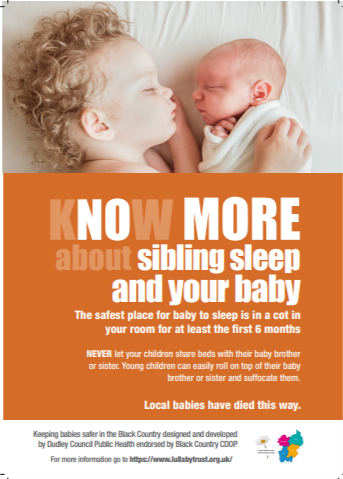 KNOW MORE
about sibling sleep
and your baby
The safest place for baby to sleep is in a cot in
your room for at least the first 6 months
NEVER let your children share beds with their baby brother
or sister. Young children can easily roll on top of their baby
brother or sister and suffocate them.
Local babies have died this way.
Keeping babies safer in the Black Country designed and developed
by Dudley Council Public Health endorsed by Black Country CDOP
For more information go to https://www.lullabytrust.org.uk/